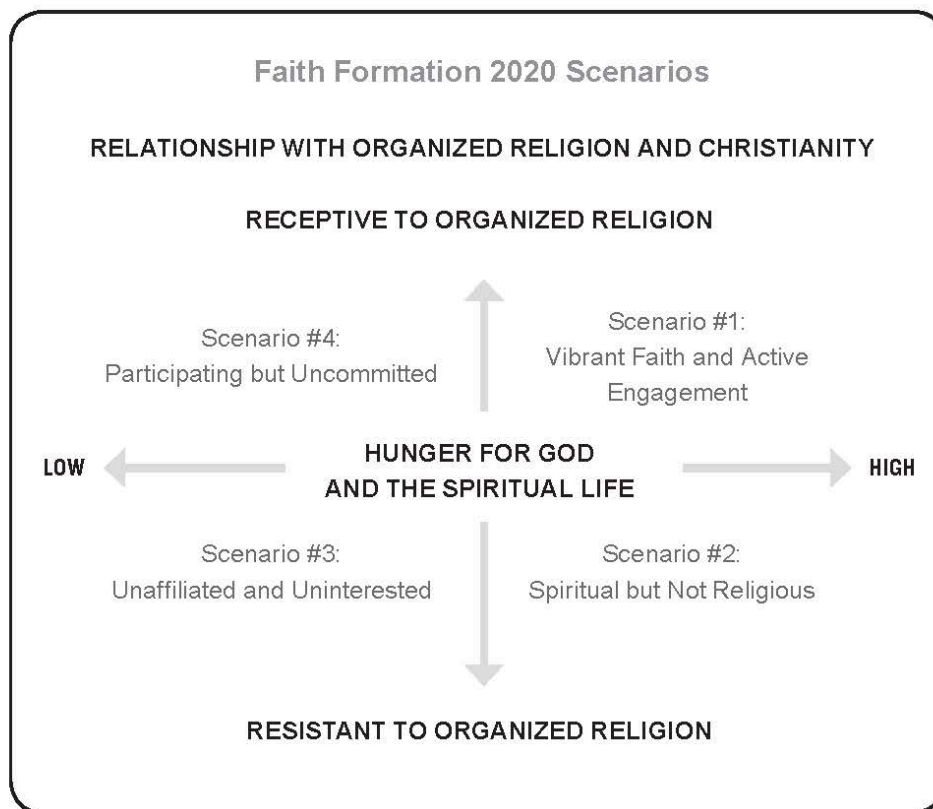 Faith Formation 2020 Scenarios
RELATIONSHIP WITH ORGANIZED RELIGION AND CHRISTIANITY
RECEPTIVE TO ORGANIZED RELIGION
Scenario #4:
Participating but Uncommitted
Scenario #1:
Vibrant Faith and Active
Engagement
LOW
HUNGER FOR GOD
AND THE SPIRITUAL LIFE
HIGH
Scenario #3:
Unaffiliated and Uninterested
Scenario #2:
Spiritual but Not Religious
RESISTANT TO ORGANIZED RELIGION